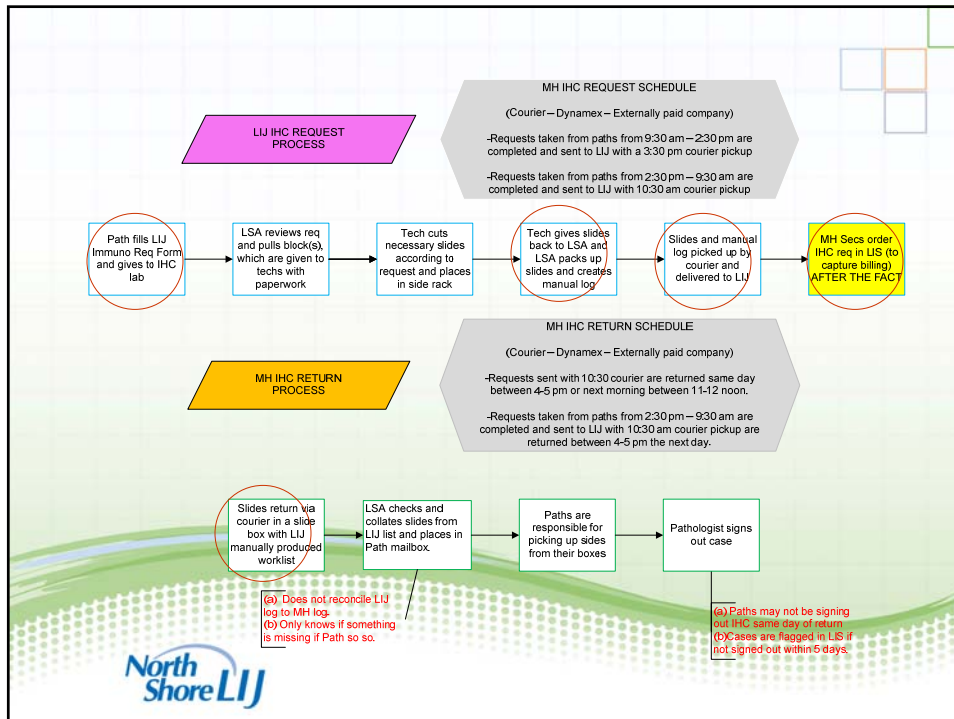 MH IHC REQUEST SCHEDULE
(Courier – Dynamex – Externally paid company)
-Requests taken from paths from 9:30 am – 2:30 pm are
completed and sent to LIJ with a 3:30 pm courier pickup
-Requests taken from paths from 2:30 pm – 9:30 am are
completed and sent to LIJ with 10:30 am courier pickup
LIJ IHC REQUEST
PROCESS
Path fills LIJ
Immuno Req Form
and gives to IHC
lab
LSA reviews req
and pulls block(s),
which are given to
techs with
paperwork
Tech cuts
necessary slides
according to
request and places
in side rack
Tech gives slides
back to LSA and
LSA packs up
slides and creates
manual log
Slides and manual
log picked up by
courier and
delivered to LIJ
MH Secs order
IHC req in LIS (to
capture billing)
AFTER THE FACT
MH IHC RETURN SCHEDULE
(Courier – Dynamex – Externally paid company)
-Requests sent with 10:30 courier are returned same day
between 4-5 pm or next morning between 11-12 noon.
-Requests taken from paths from 2:30 pm – 9:30 am are
completed and sent to LIJ with 10:30 am courier pickup are
returned between 4-5 pm the next day.
MH IHC RETURN
PROCESS
Slides return via
courier in a slide
box with LIJ
manually produced
worklist
LSA checks and
collates slides from
LIJ list and places in
Path mailbox.
Paths are
responsible for
picking up sides
from their boxes
Pathologist signs
out case
(a) Does not reconcile LIJ
log to MH log.
(b) Only knows if something
is missing if Path so so.
(a) Paths may not be signing
out IHC same day of return
(b)Cases are flagged in LIS if
not signed out within 5 days.
North
Shore LIJ